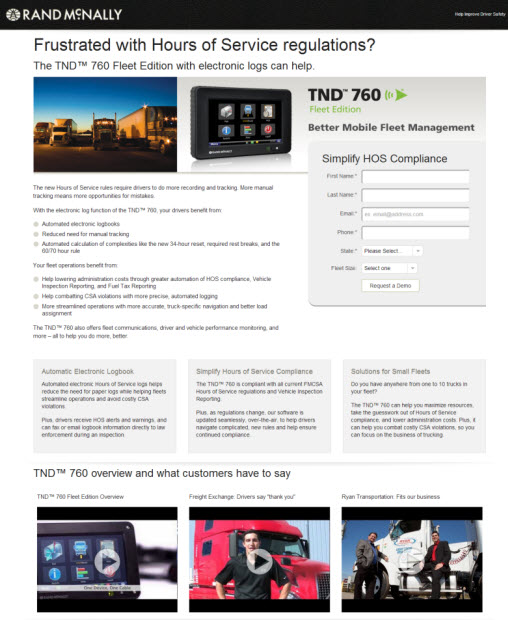 RAND MCNALLY
Help Improve Driver Safety
Frustrated with Hours of Service regulations?
The TND™ 760 Fleet Edition with electronic logs can help.
RAND MCNALLY
TND™ 760
Fleet Edition
Better Mobile Fleet Management
The new Hours of Service rules require drivers to do more recording and tracking. More manual
tracking means more opportunities for mistakes.
With the electronic log function of the TND™ 760, your drivers benefit from:
Automated electronic logbooks
Reduced need for manual tracking
Automated calculation of complexities like the new 34-hour reset, required rest breaks, and the
60/70 hour rule
Your fleet operations benefit from:
Help lowering administration costs through greater automation of HOS compliance, Vehicle
Inspection Reporting, and Fuel Tax Reporting
Help combatting CSA violations with more precise, automated logging
More streamlined operations with more accurate, truck-specific navigation and better load
assignment
The TND™ 760 also offers fleet communications, driver and vehicle performance monitoring, and
more – all to help you do more, better.
Simplify HOS Compliance
First Name:*
Last Name:*
Email:* ex. email@address.com
Phone:*
State:* Please Select...
Fleet Size: Select one
Request a Demo
Automatic Electronic Logbook
Automated electronic Hours of Service logs helps
reduce the need for paper logs while helping fleets
streamline operations and avoid costly CSA
violations.
Plus, drivers receive HOS alerts and warnings, and
can fax or email logbook information directly to law
enforcement during an inspection.
Simplify Hours of Service Compliance
The TND™ 760 is compliant with all current FMCSA
Hours of Service regulations and Vehicle Inspection
Reporting.
Plus, as regulations change, our software is
updated seamlessly, over-the-air, to help drivers
navigate complicated, new rules and help ensure
continued compliance.
Solutions for Small Fleets
Do you have anywhere from one to 10 trucks in
your fleet?
The TND™ 760 can help you maximize resources,
take the guesswork out of Hours of Service
compliance, and lower administration costs. Plus, it
can help you combat costly CSA violations, so you
can focus on the business of trucking.
TND™ 760 overview and what customers have to say
TND™ 760 Fleet Edition Overview
Freight Exchange: Drivers say "thank you"
Ryan Transportation: Fits our business
One Device, One Cable